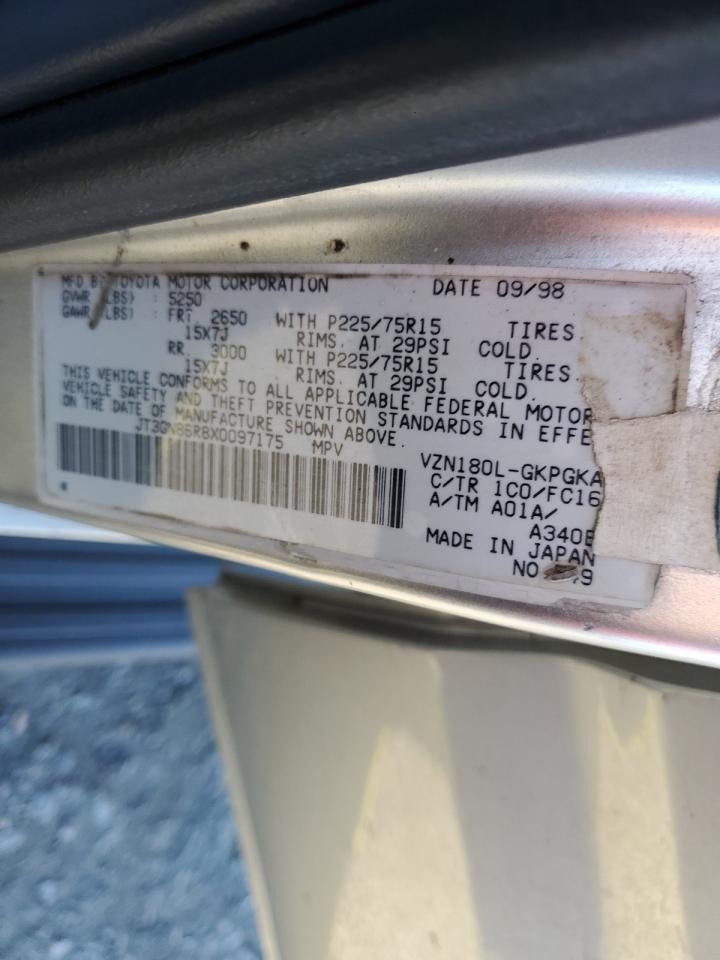 MFD BY: TOYOTA MOTOR CORPORATION DATE 09/98
GVWR (LBS): 5250
GAWR (LBS): FRT. 2650 WITH P225/75R15 TIRES.
15X7J RIMS. AT 29PSI COLD.
RR. 3000 WITH P225/75R15 TIRES.
15X7J RIMS. AT 29PSI COLD.
THIS VEHICLE CONFORMS TO ALL APPLICABLE FEDERAL MOTOR
VEHICLE SAFETY AND THEFT PREVENTION STANDARDS IN EFFE
ON THE DATE OF MANUFACTURE SHOWN ABOVE.
JT3GN86R8X0097175 MPV
VZN180L-GKPGKA
C/TR 1C0/FC16
A/TM A01A/
A340E
MADE IN JAPAN
NO